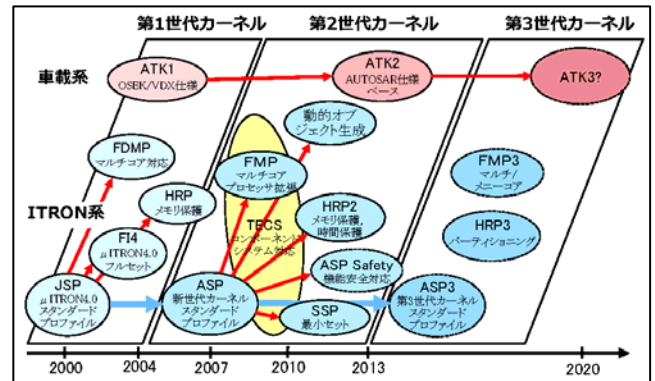 第1世代カーネル
第2世代カーネル
第3世代カーネル
車載系
ATK1
OSEK/VDX仕様
ATK2
AUTOSAR仕様
ベース
ATK3?
ITRON系
FDMP
マルチコア対応
HRP
メモリ保護
FI4
μITRON4.0
フルセット
JSP
μITRON4.0
スタンダード
プロファイル
動的オブ
ジェクト生成
FMP
マルチコア
プロセッサ拡張
TECS
コンポーネント
システム対応
HRP2
メモリ保護,
時間保護
ASP Safety
機能安全対応
ASP
新世代カーネル
スタンダード
プロファイル
SSP
最小セット
FMP3
マルチ/
メニーコア
HRP3
パーティショニング
ASP3
第3世代カーネル
スタンダード
プロファイル
2000
2004
2007
2010
2013
2020